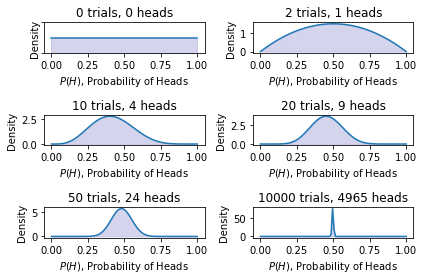 0 trials, 0 heads
Density
0.00 0.25 0.50 0.75 1.00
P(H), Probability of Heads
2 trials, 1 heads
Density
1
0
0.00 0.25 0.50 0.75 1.00
P(H), Probability of Heads
10 trials, 4 heads
Density
2.5
0.0
0.00 0.25 0.50 0.75 1.00
P(H), Probability of Heads
20 trials, 9 heads
Density
2.5
0.0
0.00 0.25 0.50 0.75 1.00
P(H), Probability of Heads
50 trials, 24 heads
Density
5
0
0.00 0.25 0.50 0.75 1.00
P(H), Probability of Heads
10000 trials, 4965 heads
Density
50
0
0.00 0.25 0.50 0.75 1.00
P(H), Probability of Heads